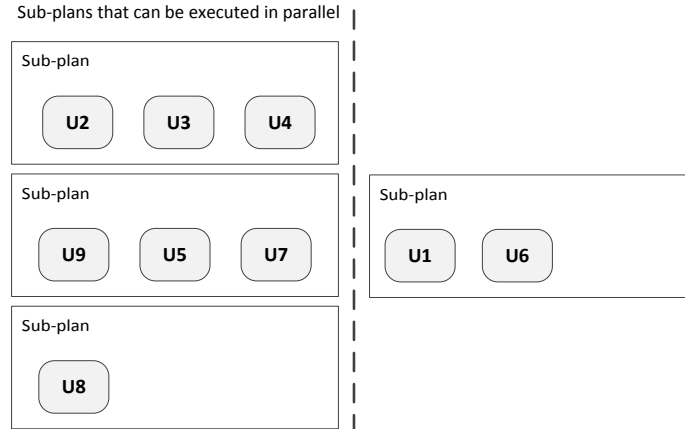 Sub-plans that can be executed in parallel
Sub-plan
U2 U3 U4
Sub-plan
U9 U5 U7
Sub-plan
U8
Sub-plan
U1 U6